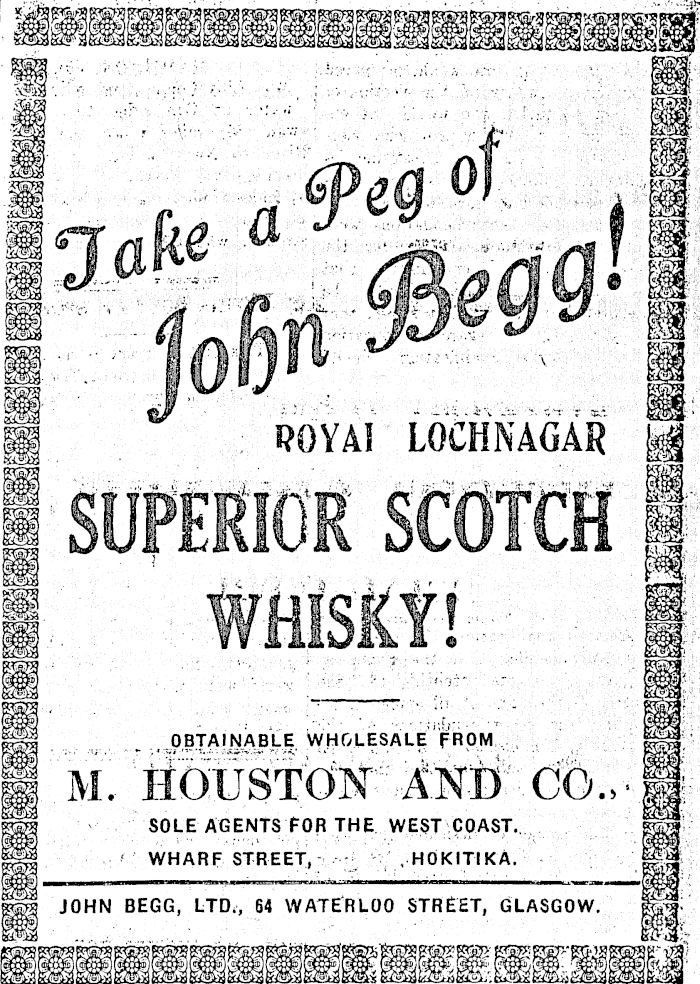 Take a Peg of
John Begg!
ROYAL LOCHNAGAR
SUPERIOR SCOTCH
WHISKY!
OBTAINABLE WHOLESALE FROM
M. HOUSTON AND CO.,
SOLE AGENTS FOR THE WEST COAST.
WHARF STREET, HOKITIKA.
JOHN BEGG, LTD., 64 WATERLOO STREET, GLASGOW.